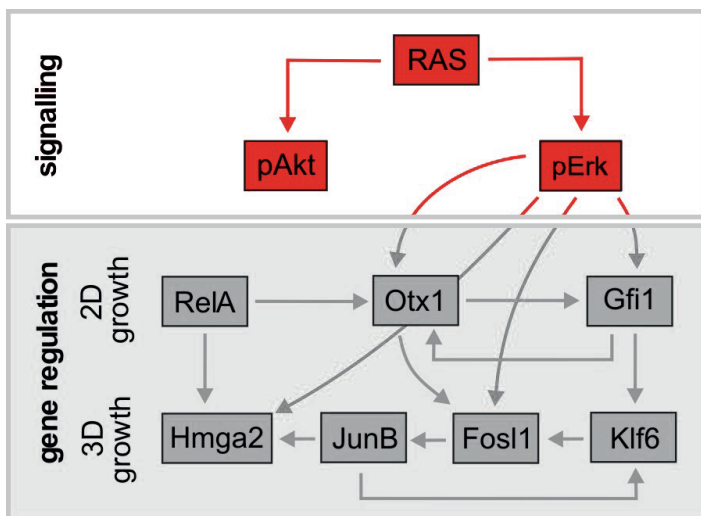 signalling
RAS
pAkt
pErk
gene regulation
2D
growth
RelA
Otx1
Gfi1
3D
growth
Hmga2
JunB
Fosl1
Klf6